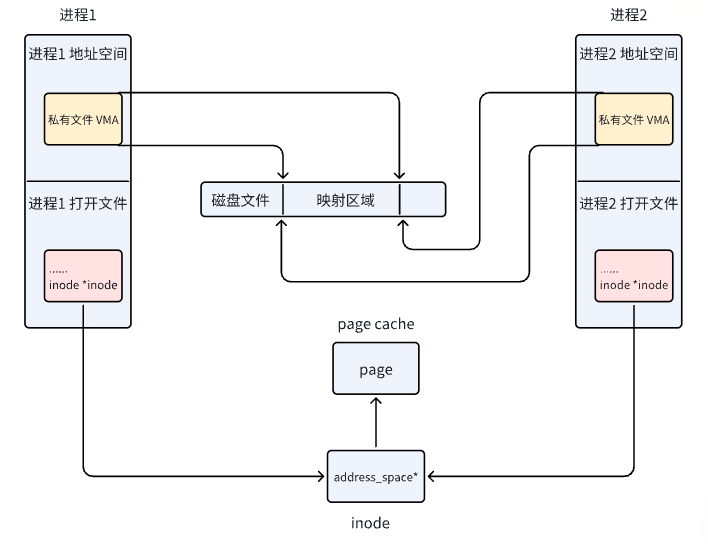 进程1
进程2
进程1 地址空间
进程2 地址空间
私有文件 VMA
私有文件 VMA
磁盘文件
映射区域
进程1 打开文件
进程2 打开文件
......
inode *inode
......
inode *inode
page cache
page
address_space*
inode